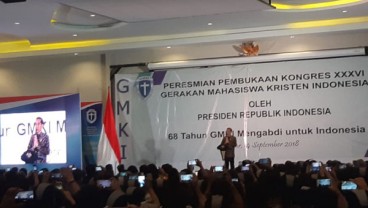 PERESMIAN PEMBUKAAN KONGRES XXXVI
GERAKAN MAHASISWA KRISTEN INDONESIA
OLEH
PRESIDEN REPUBLIK INDONESIA
68 Tahun GMKI Mengabdi untuk Indonesia
September 2018
GMKI
GMKI M